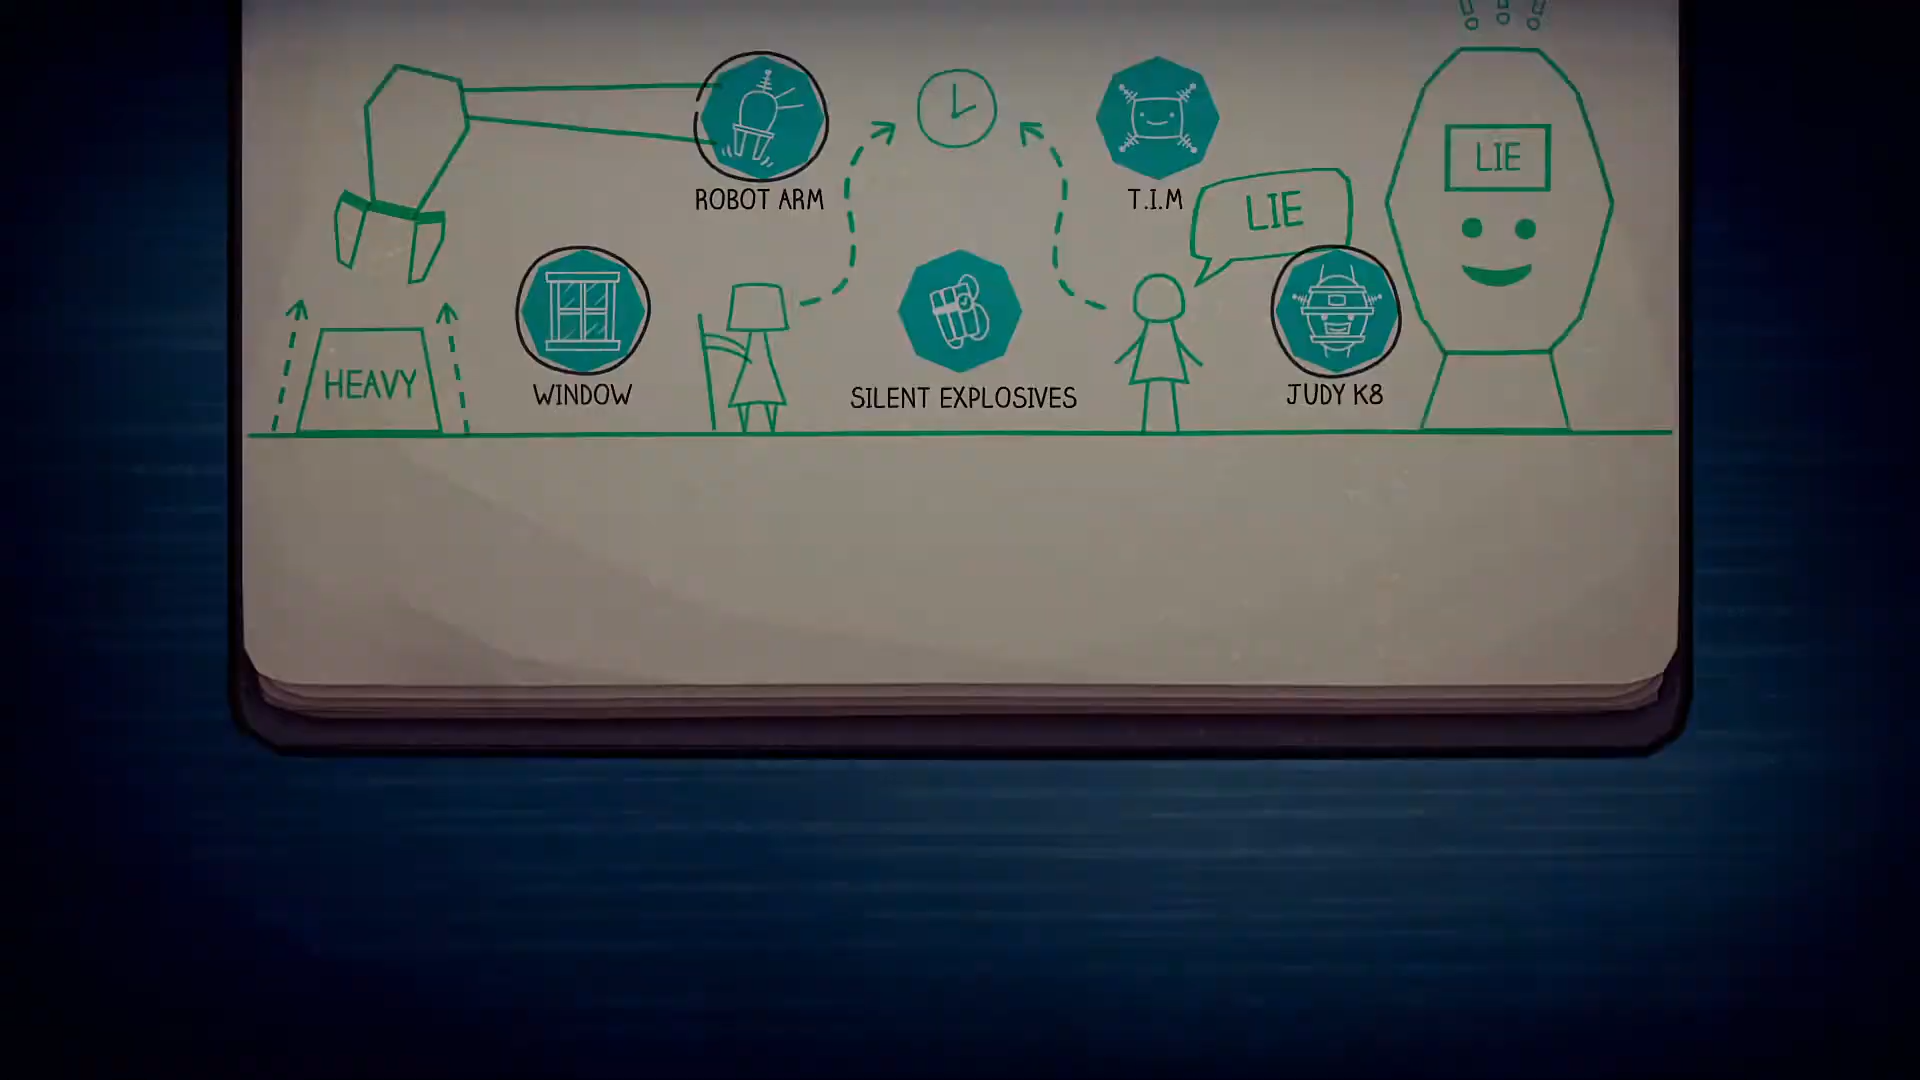 LIE
ROBOT ARM
T.I.M
LIE
HEAVY
WINDOW
SILENT EXPLOSIVES
JUDY K8